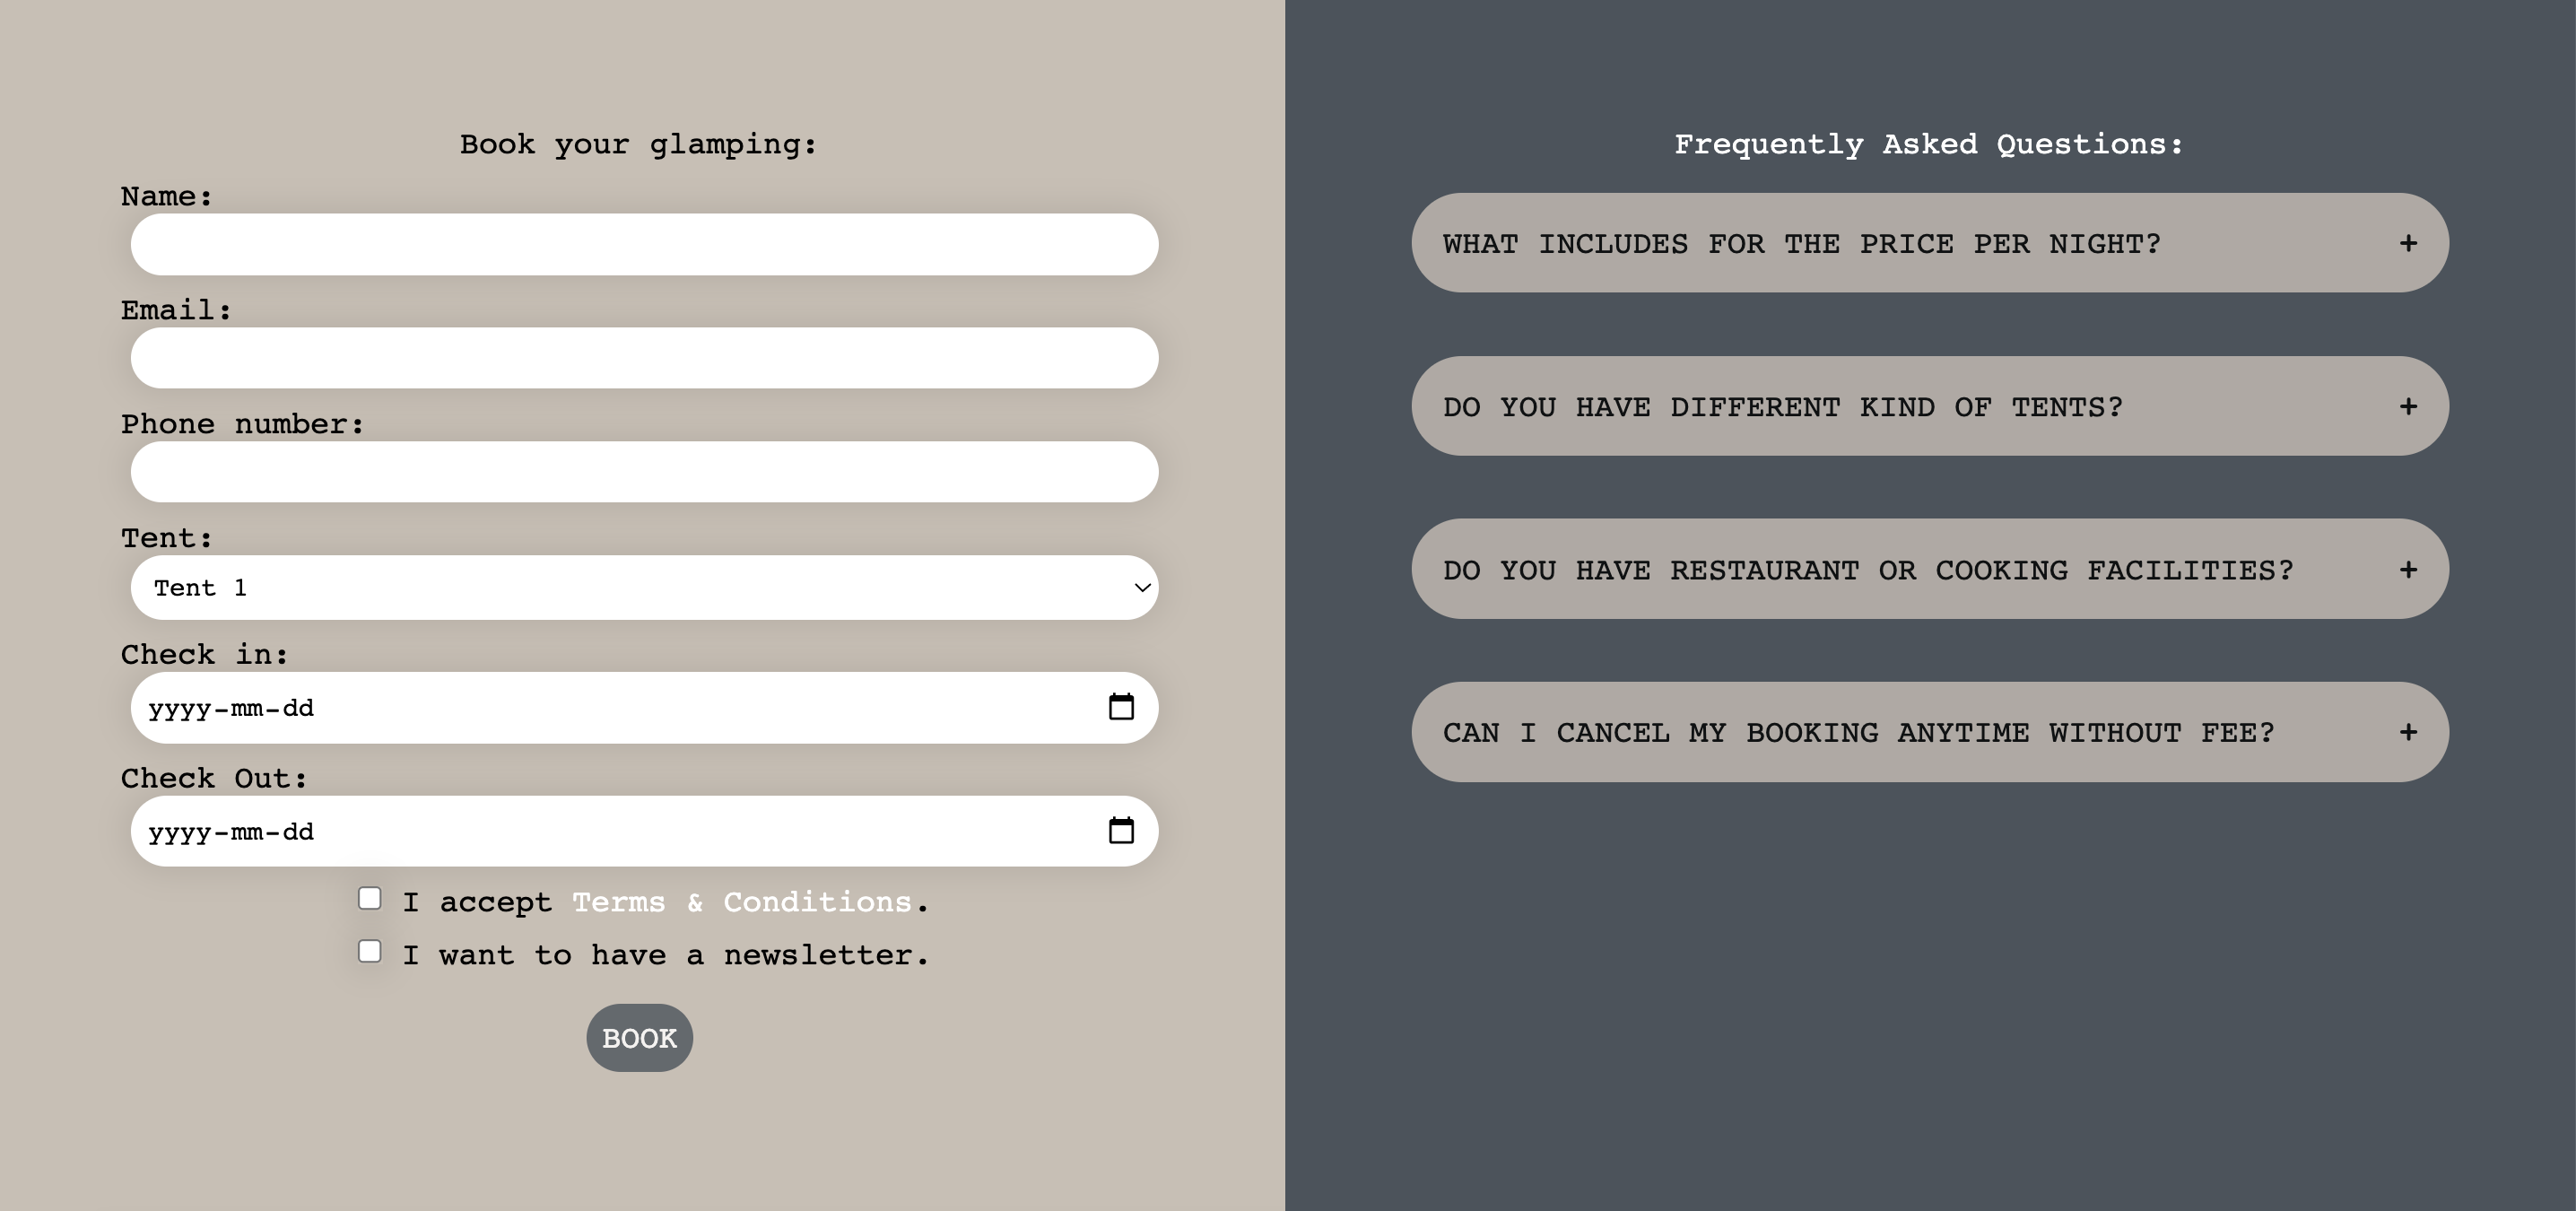 Book your glamping:
Name:
Email:
Phone number:
Tent:
Tent 1
Check in:
yyyy-mm-dd
Check Out:
yyyy-mm-dd
I accept Terms & Conditions.
I want to have a newsletter.
BOOK
Frequently Asked Questions:
WHAT INCLUDES FOR THE PRICE PER NIGHT? +
DO YOU HAVE DIFFERENT KIND OF TENTS? +
DO YOU HAVE RESTAURANT OR COOKING FACILITIES? +
CAN I CANCEL MY BOOKING ANYTIME WITHOUT FEE? +